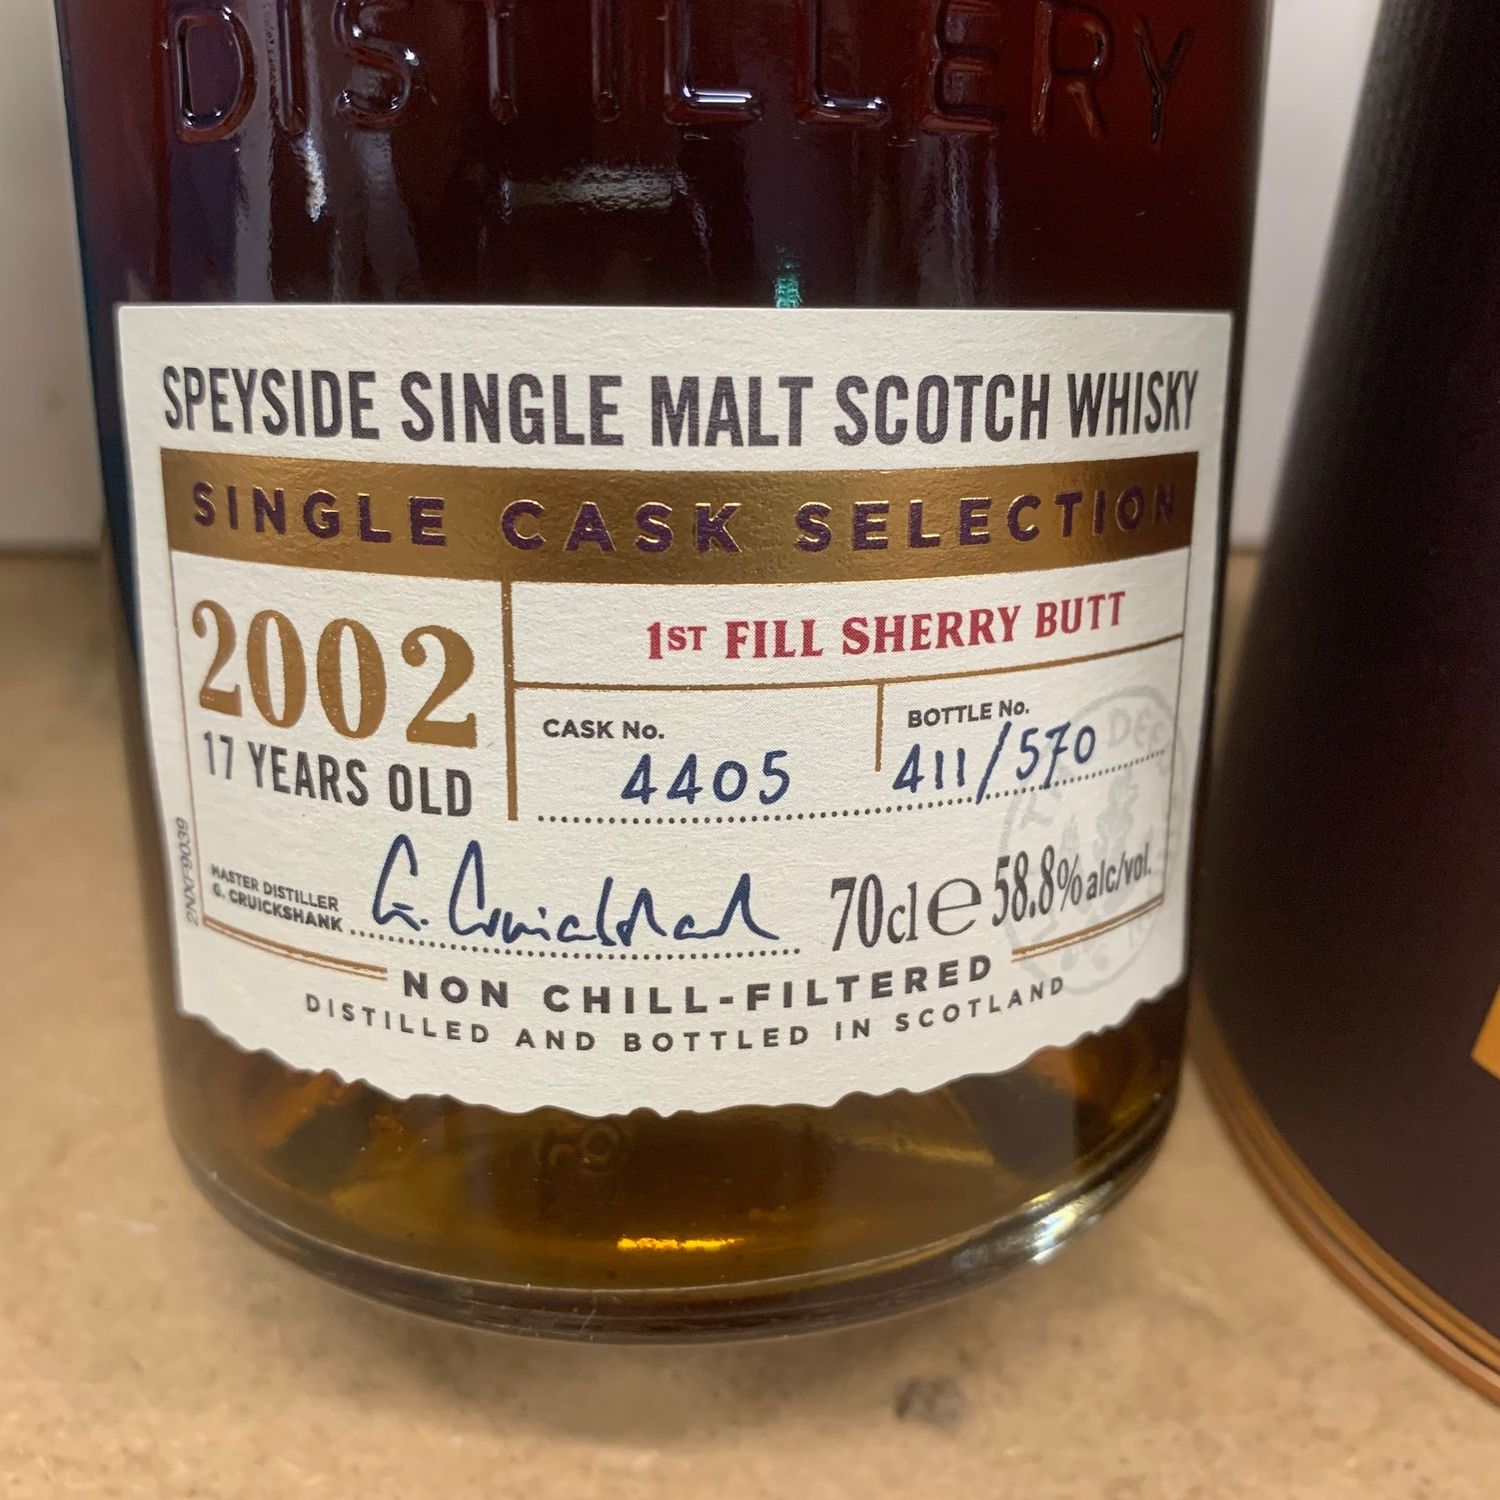 DISTILLERY
SPEYSIDE SINGLE MALT SCOTCH WHISKY
SINGLE CASK SELECTION
2002
17 YEARS OLD
1ST FILL SHERRY BUTT
CASK No.
4405
BOTTLE No.
411/570
MASTER DISTILLER
G. CRUICKSHANK
G. Cruickshank
70cl e 58.8% alc/vol.
NON CHILL-FILTERED
DISTILLED AND BOTTLED IN SCOTLAND
2NXF9039